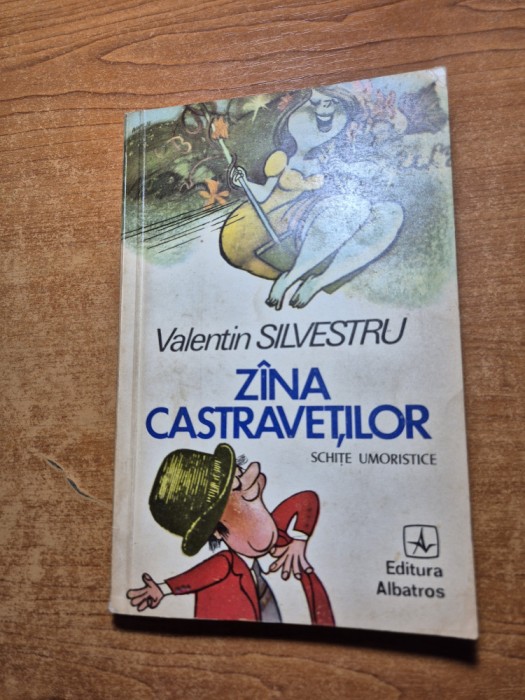 Valentin SILVESTRU
ZÎNA
CASTRAVEȚILOR
SCHIȚE UMORISTICE
Editura
Albatros